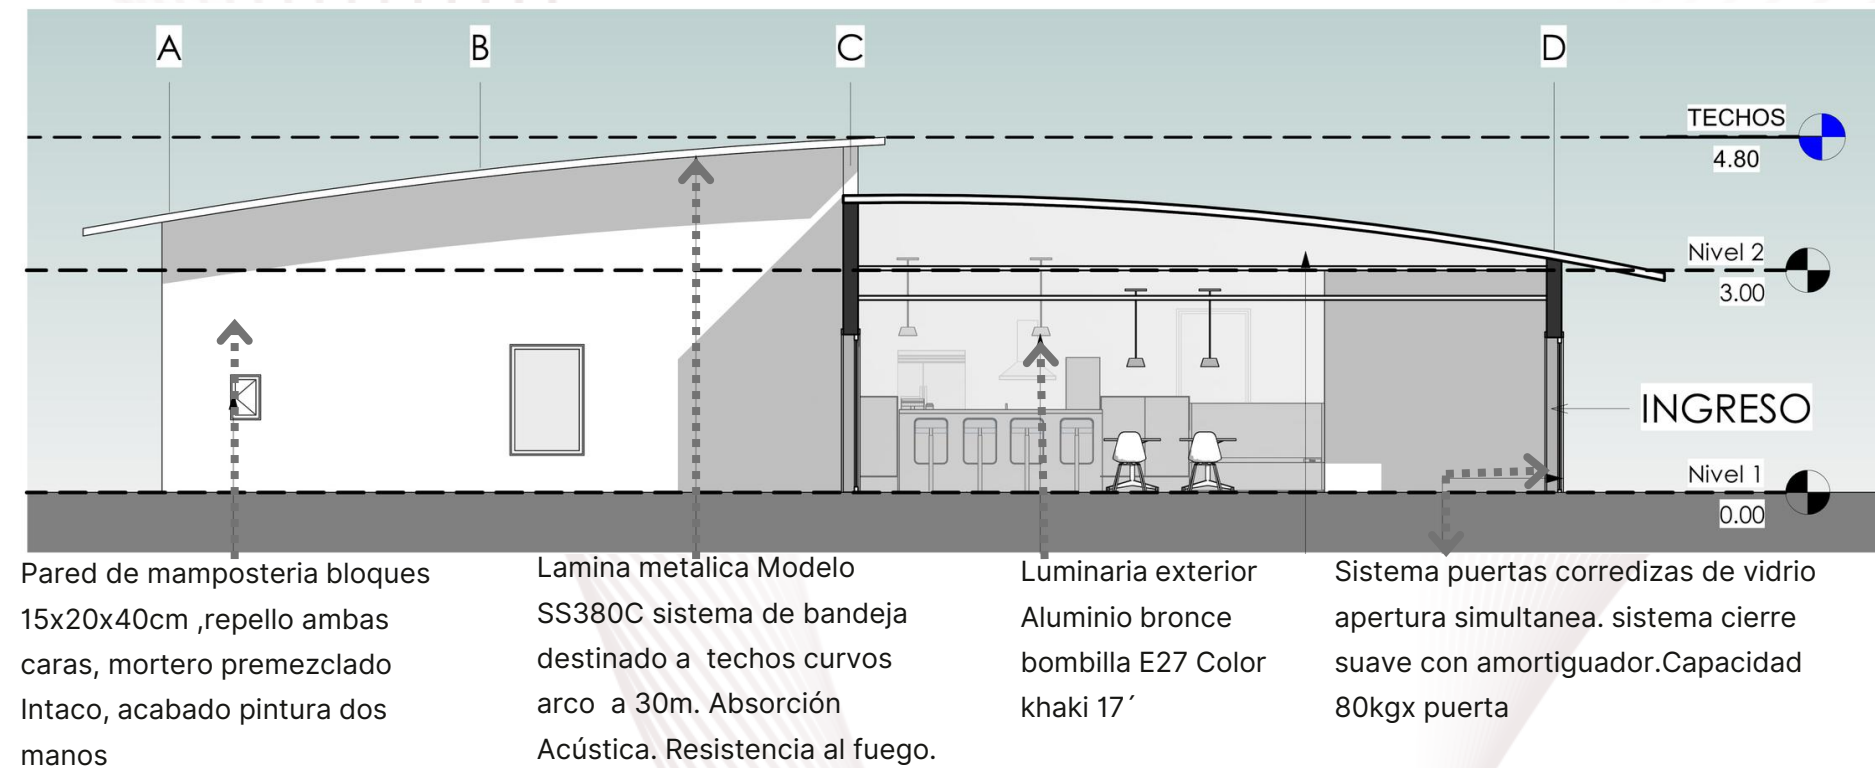 A
B
C
D
TECHOS
4.80
Nivel 2
3.00
INGRESO
Nivel 1
0.00
Pared de mamposteria bloques
15x20x40cm ,repello ambas
caras, mortero premezclado
Intaco, acabado pintura dos
manos
Lamina metalica Modelo
SS380C sistema de bandeja
destinado a techos curvos
arco a 30m. Absorción
Acústica. Resistencia al fuego.
Luminaria exterior
Aluminio bronce
bombilla E27 Color
khaki 17´
Sistema puertas corredizas de vidrio
apertura simultanea. sistema cierre
suave con amortiguador.Capacidad
80kgx puerta